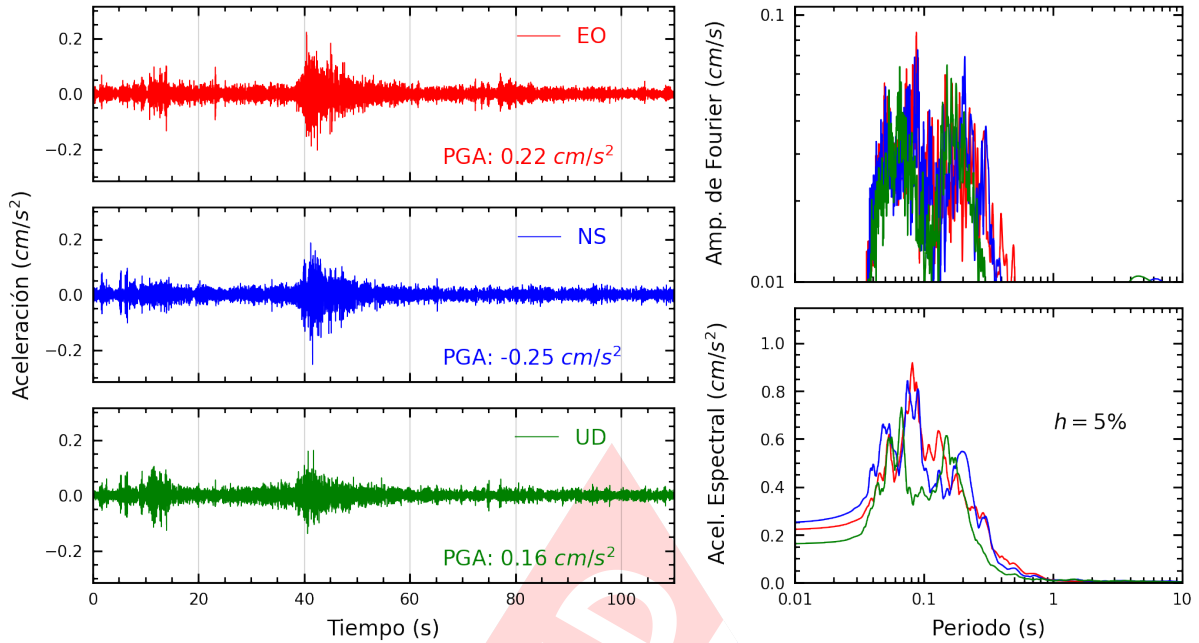 Aceleración (cm/s²)
0.2
0.0
−0.2
EO
PGA: 0.22 cm/s²
0.2
0.0
−0.2
NS
PGA: -0.25 cm/s²
0.2
0.0
−0.2
UD
PGA: 0.16 cm/s²
0 20 40 60 80 100
Tiempo (s)
Amp. de Fourier (cm/s)
0.1
0.01
Acel. Espectral (cm/s²)
1.0
0.8
0.6
0.4
0.2
0.0
h = 5%
0.01 0.1 1 10
Periodo (s)